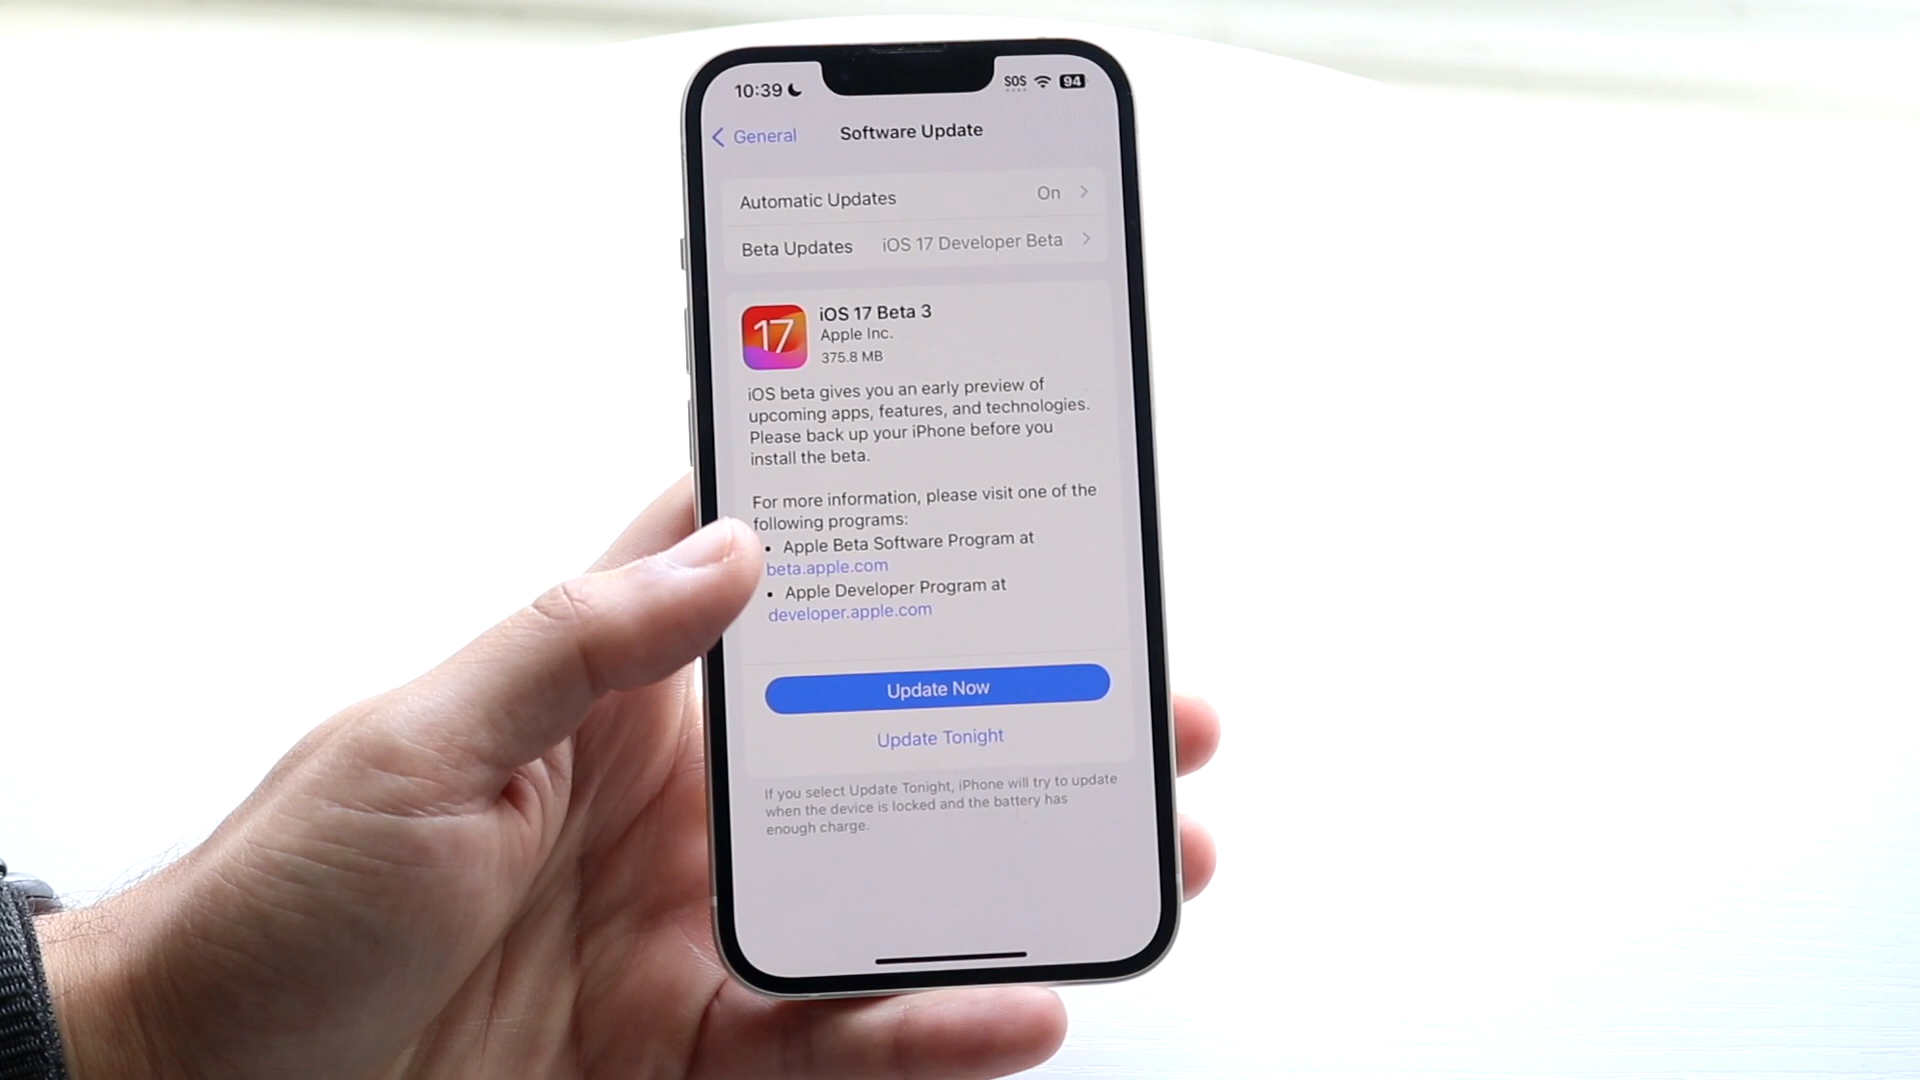 10:39
SOS 94
General Software Update
Automatic Updates On
Beta Updates iOS 17 Developer Beta
17
iOS 17 Beta 3
Apple Inc.
375.8 MB
iOS beta gives you an early preview of
upcoming apps, features, and technologies.
Please back up your iPhone before you
install the beta.
For more information, please visit one of the
following programs:
• Apple Beta Software Program at
beta.apple.com
• Apple Developer Program at
developer.apple.com
Update Now
Update Tonight
If you select Update Tonight, iPhone will try to update
when the device is locked and the battery has
enough charge.